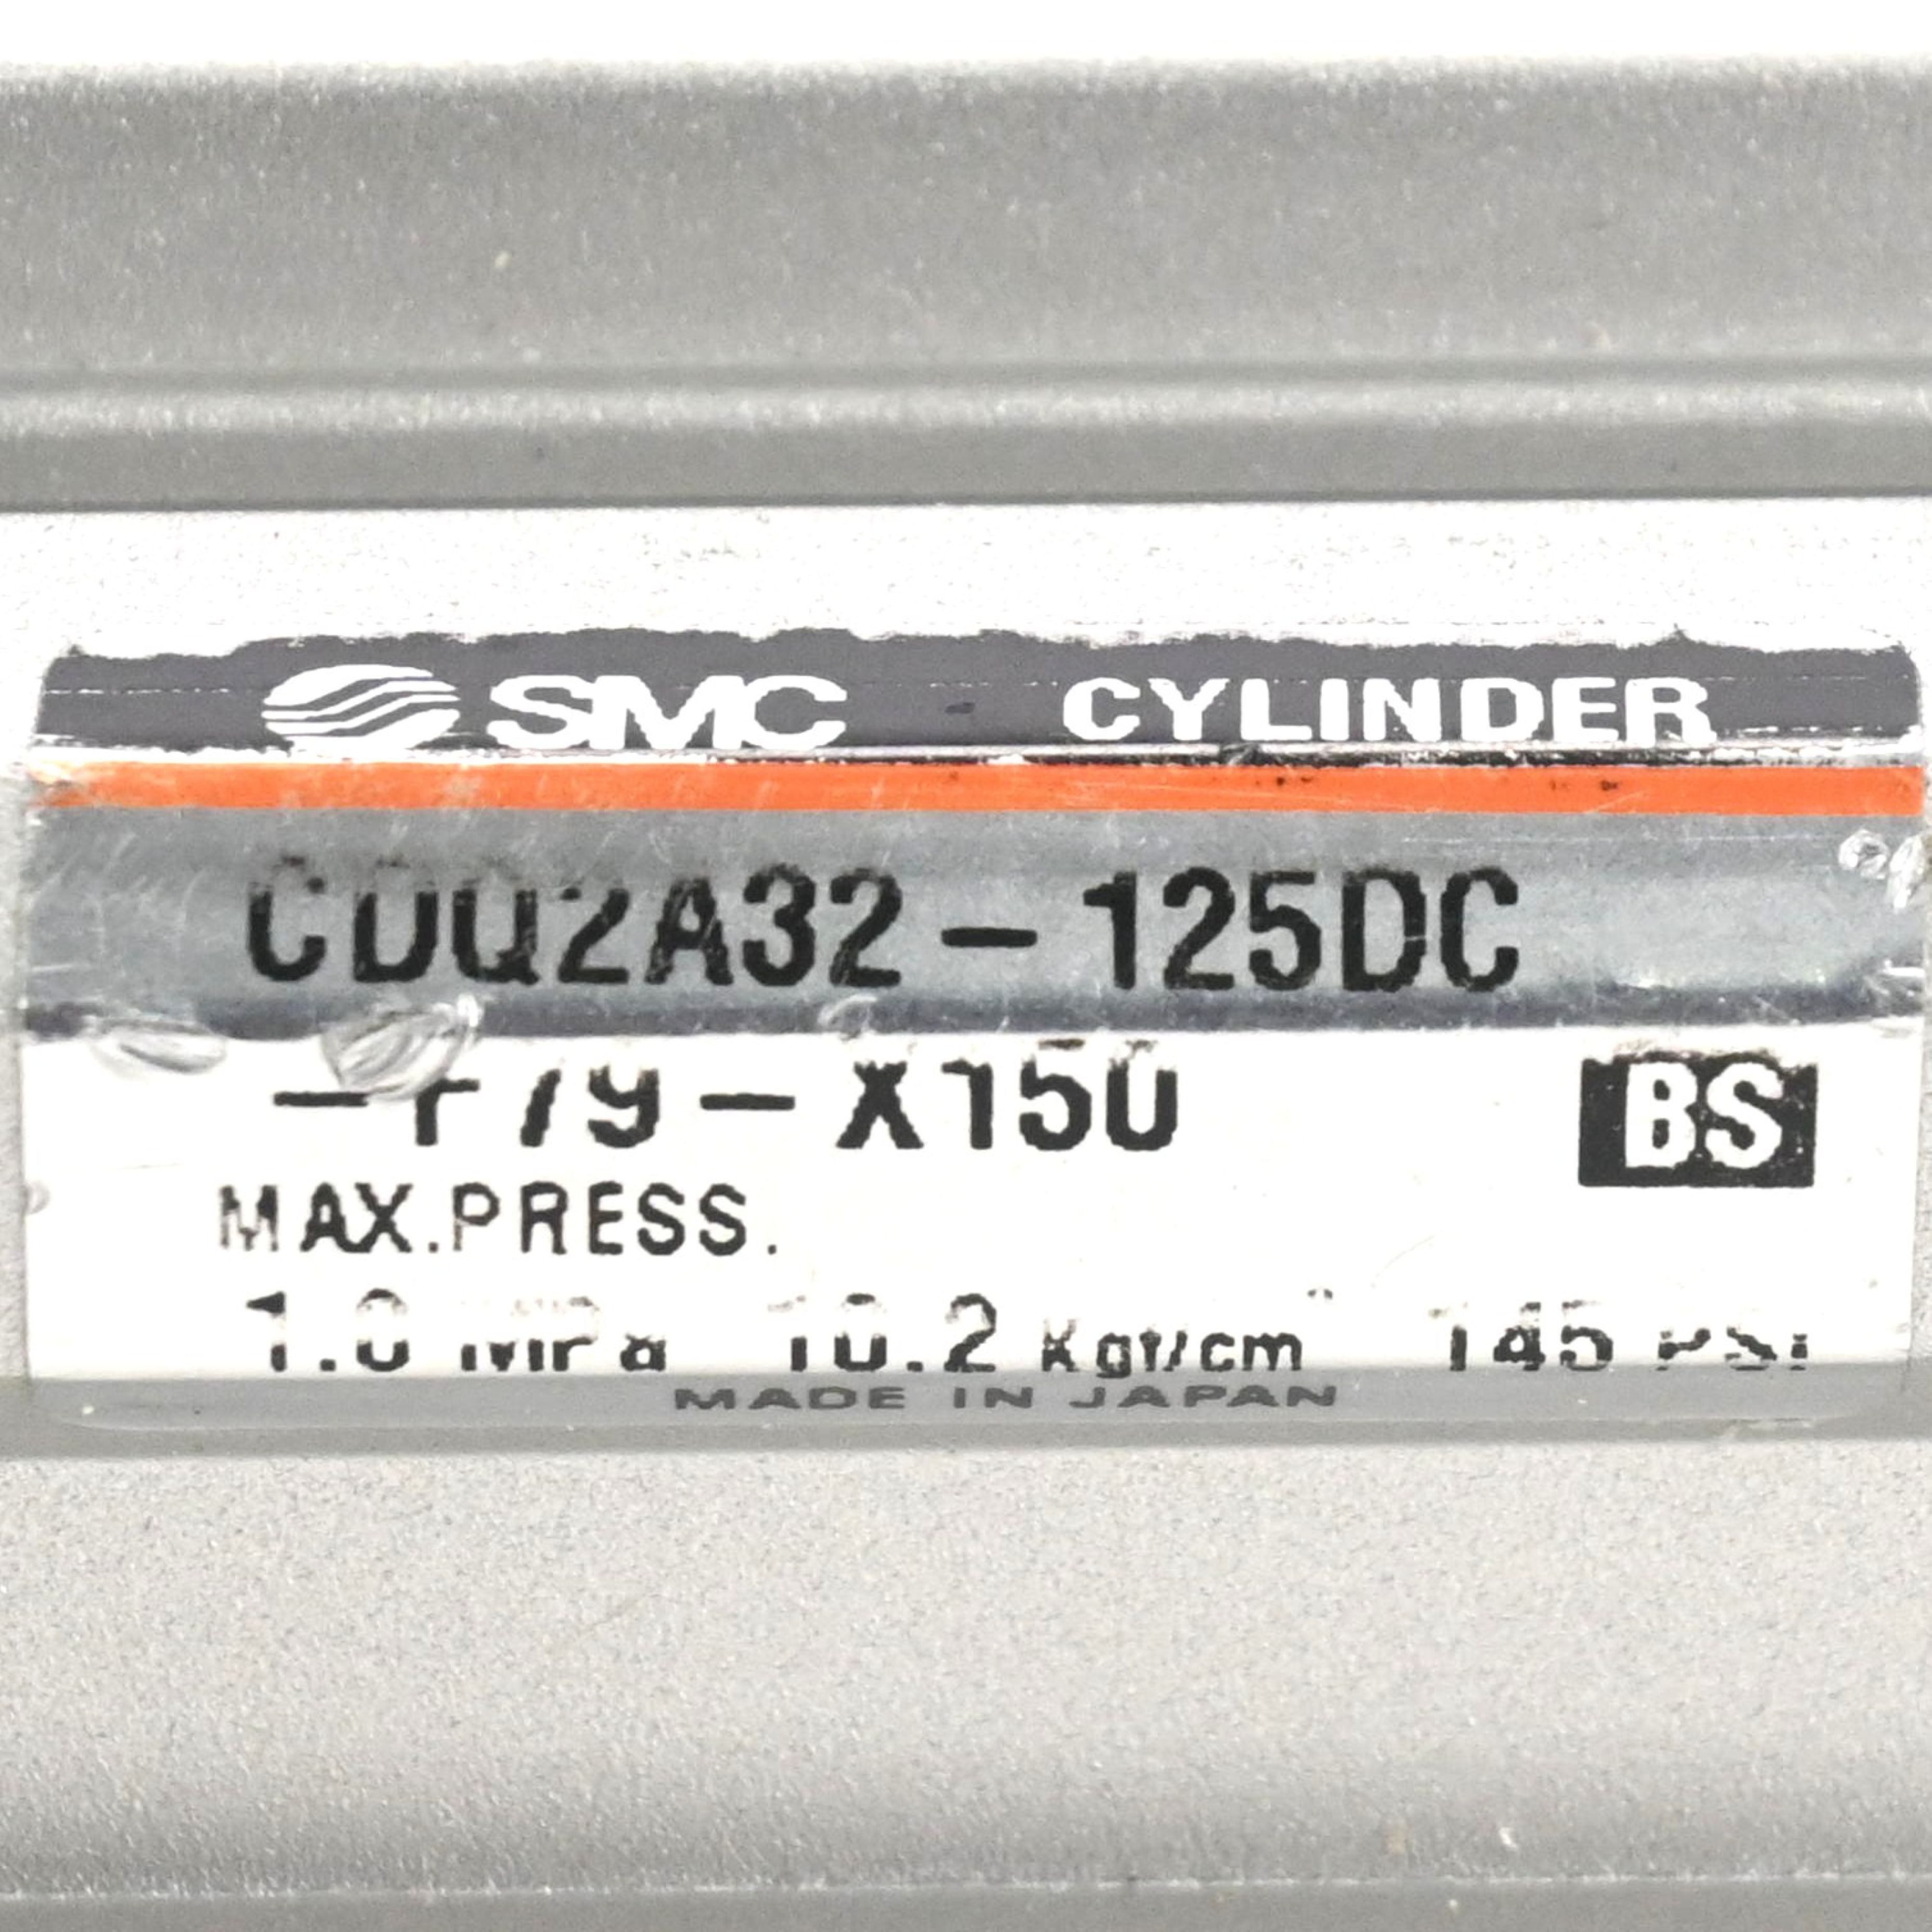 SMC CYLINDER
CDQ2A32-125DC
-F79-X150 BS
MAX.PRESS.
1.0 MPa 10.2 Kgf/cm² 145 PSI
MADE IN JAPAN